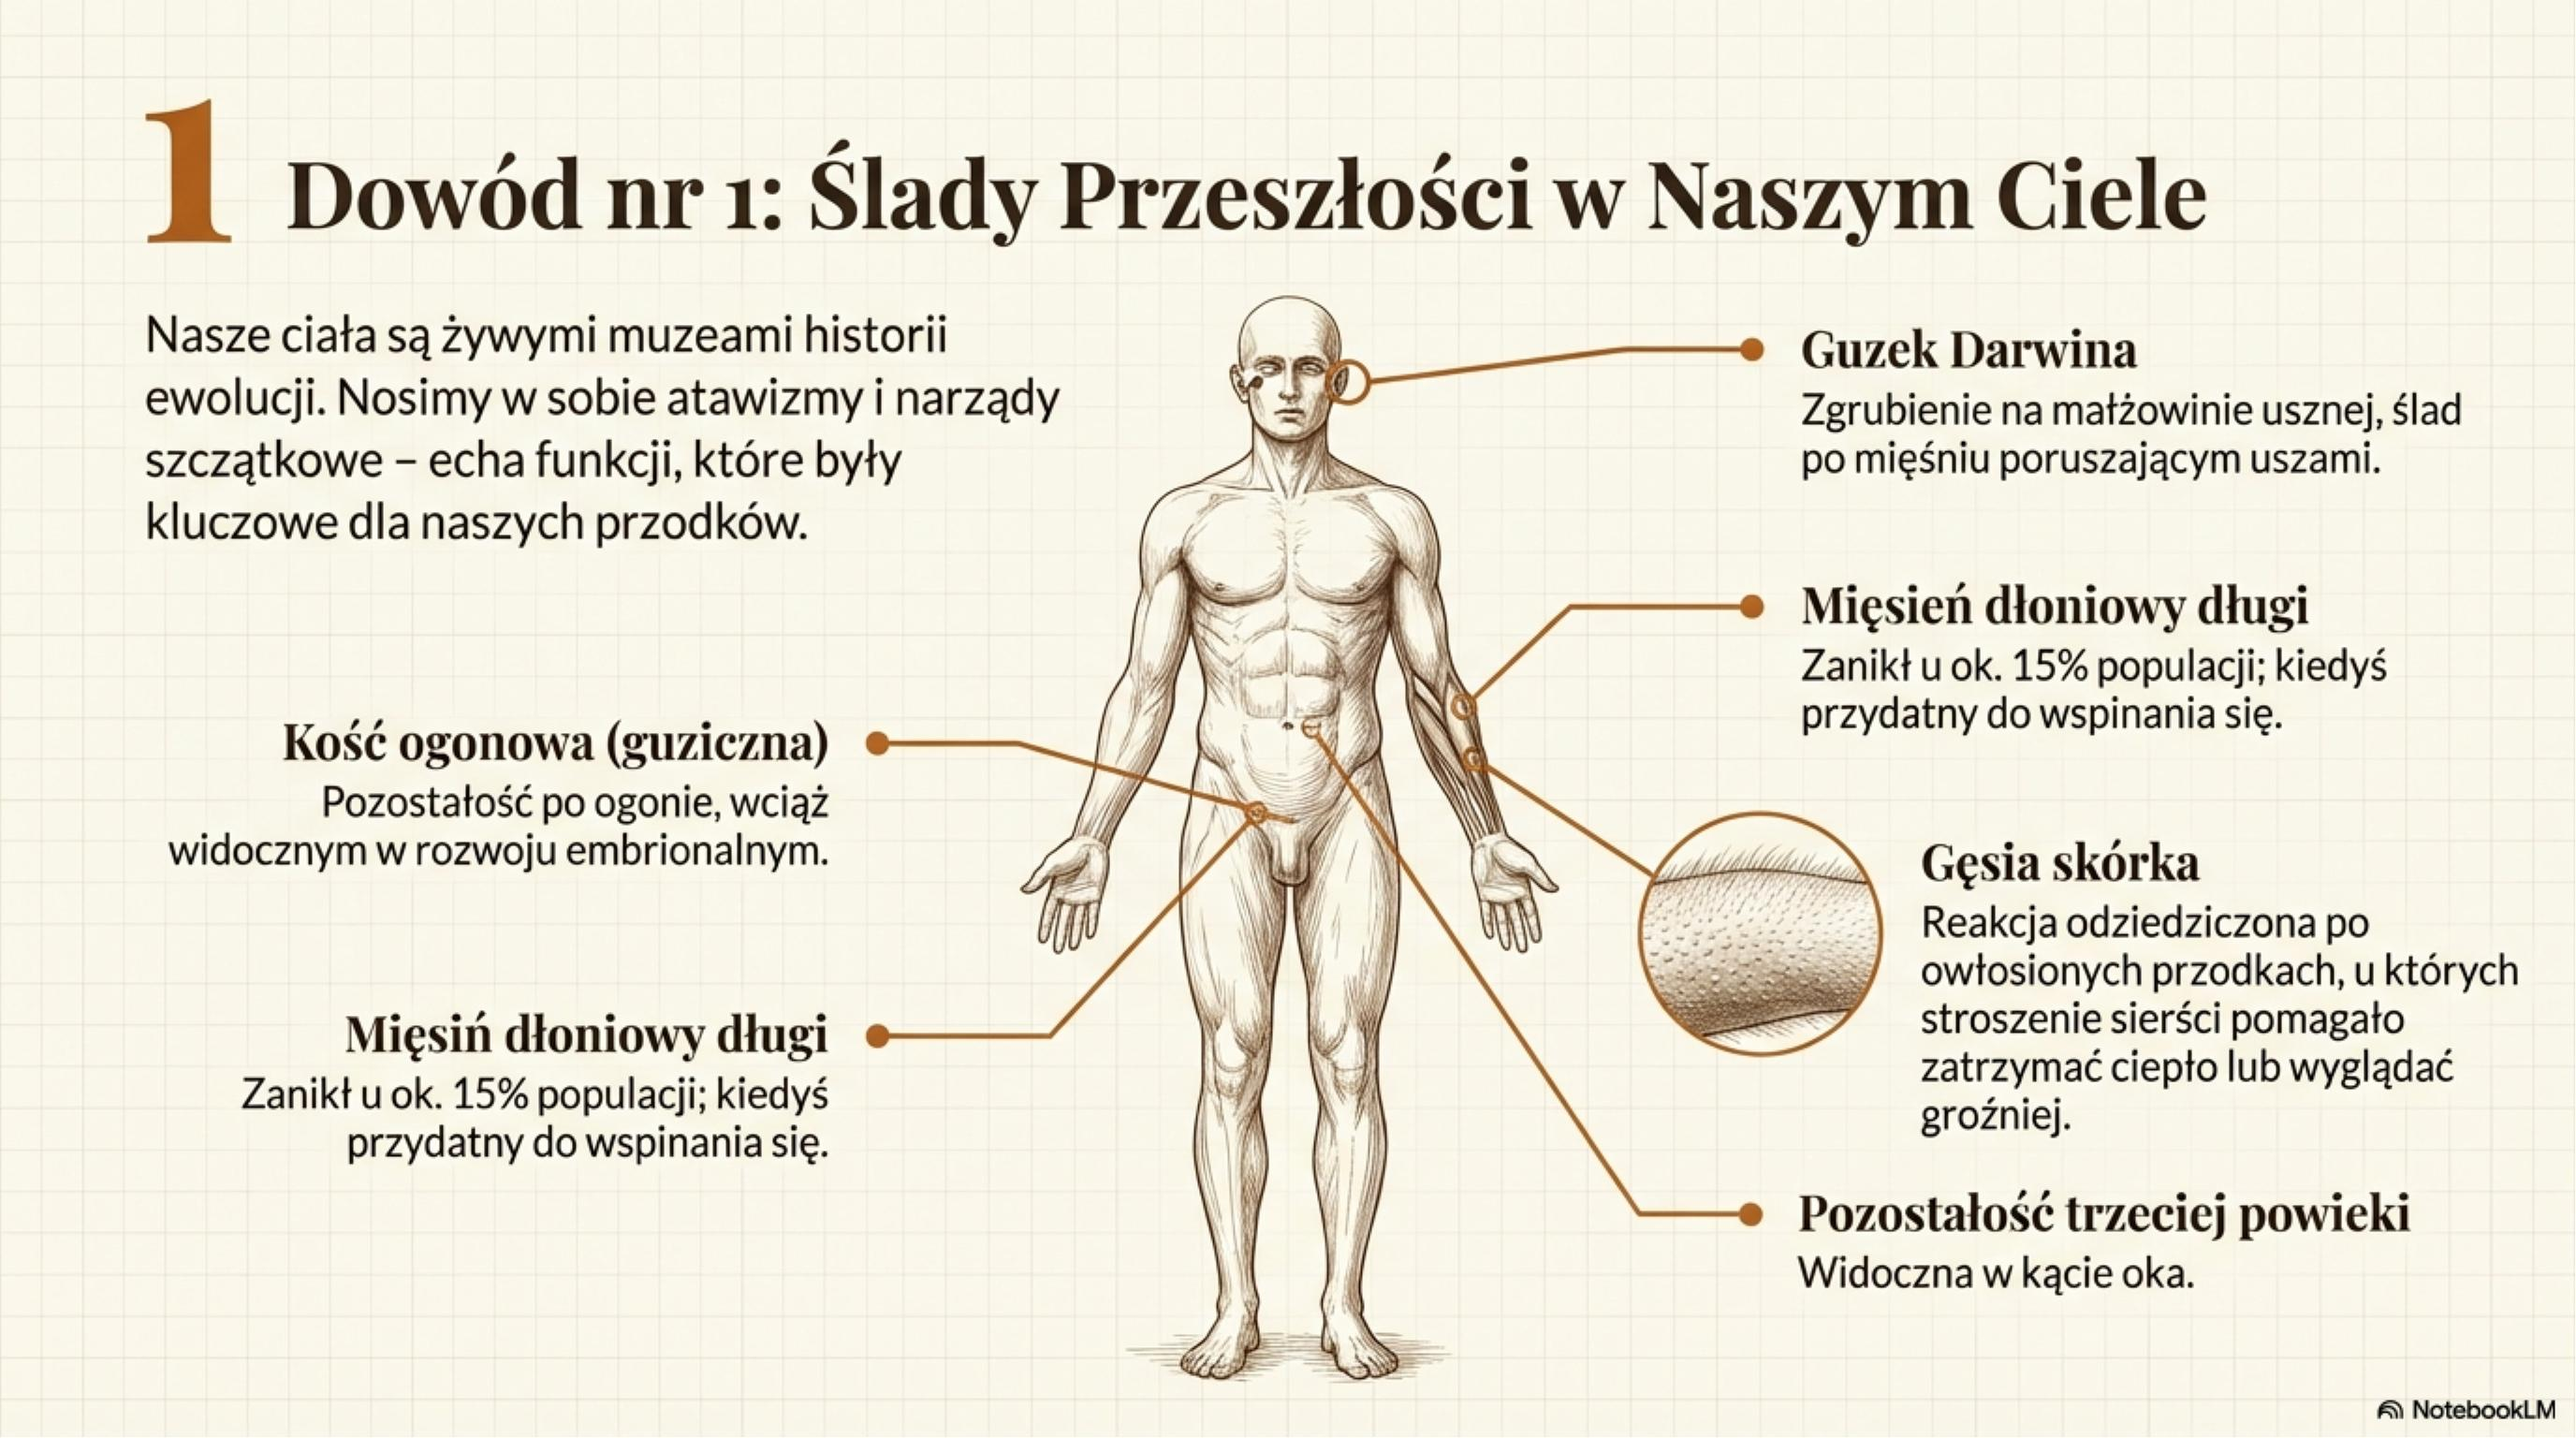 1
Dowód nr 1: Ślady Przeszłości w Naszym Ciele
Nasze ciała są żywymi muzeami historii
ewolucji. Nosimy w sobie atawizmy i narządy
szczątkowe – echa funkcji, które były
kluczowe dla naszych przodków.
Kość ogonowa (guziczna)
Pozostałość po ogonie, wciąż
widocznym w rozwoju embrionalnym.
Mięsiń dłoniowy długi
Zanikł u ok. 15% populacji; kiedyś
przydatny do wspinania się.
Guzek Darwina
Zgrubienie na małżowinie usznej, ślad
po mięśniu poruszającym uszami.
Mięsień dłoniowy długi
Zanikł u ok. 15% populacji; kiedyś
przydatny do wspinania się.
Gęsia skórka
Reakcja odziedziczona po
owłosionych przodkach, u których
stroszenie sierści pomagało
zatrzymać ciepło lub wyglądać
groźniej.
Pozostałość trzeciej powieki
Widoczna w kącie oka.
NotebookLM